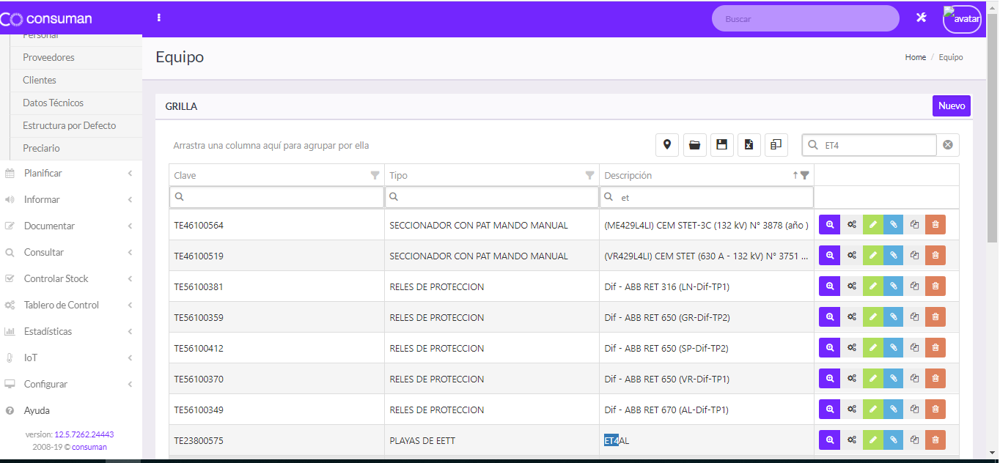 consuman
Buscar
avatar
Personal
Proveedores
Clientes
Datos Técnicos
Estructura por Defecto
Preciario
Planificar
Informar
Documentar
Consultar
Controlar Stock
Tablero de Control
Estadísticas
IoT
Configurar
Ayuda
version: 12.5.7262.24443
2008-19 © consuman
Equipo
Home / Equipo
GRILLA
Nuevo
Arrastra una columna aquí para agrupar por ella
ET4
Clave Tipo Descripción
et
TE46100564 SECCIONADOR CON PAT MANDO MANUAL (ME429L4LI) CEM STET-3C (132 kV) Nº 3878 (año )
TE46100519 SECCIONADOR CON PAT MANDO MANUAL (VR429L4LI) CEM STET (630 A - 132 kV) Nº 3751 ...
TE56100381 RELES DE PROTECCION Dif - ABB RET 316 (LN-Dif-TP1)
TE56100359 RELES DE PROTECCION Dif - ABB RET 650 (GR-Dif-TP2)
TE56100412 RELES DE PROTECCION Dif - ABB RET 650 (SP-Dif-TP2)
TE56100370 RELES DE PROTECCION Dif - ABB RET 650 (VR-Dif-TP1)
TE56100349 RELES DE PROTECCION Dif - ABB RET 670 (AL-Dif-TP1)
TE23800575 PLAYAS DE EETT ET4AL